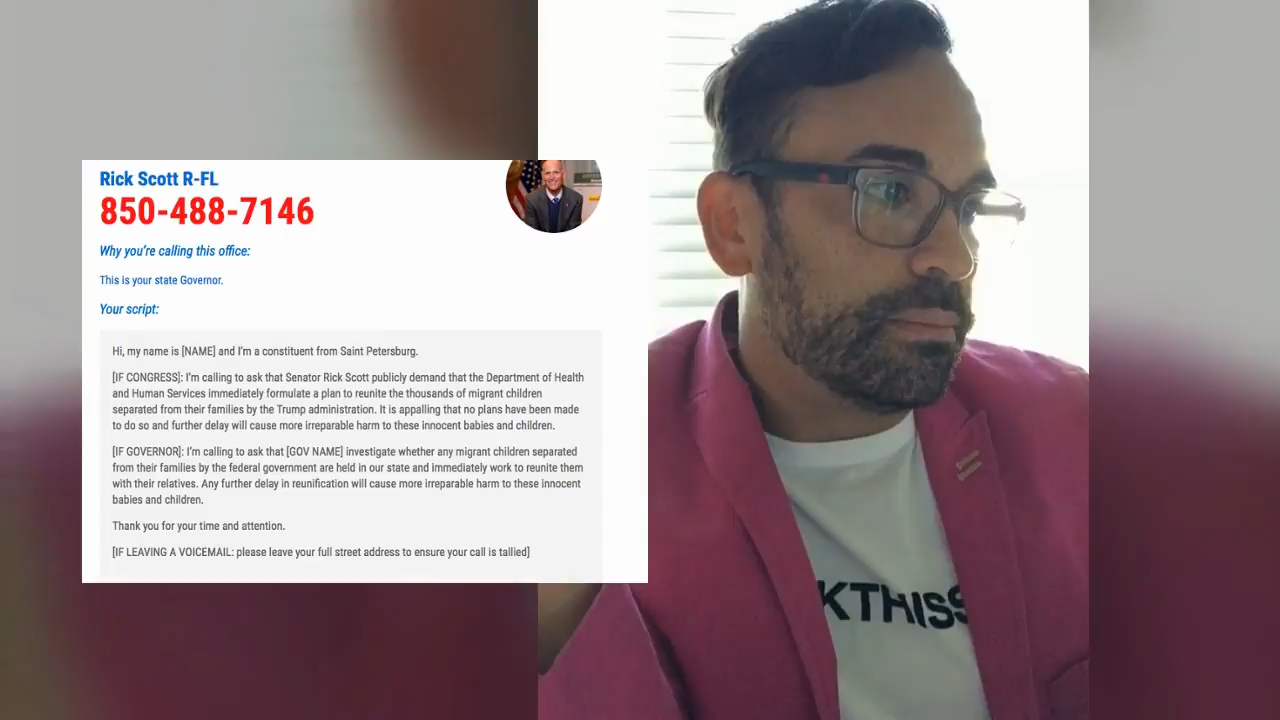 Rick Scott R-FL
850-488-7146
Why you're calling this office:
This is your state Governor.
Your script:
Hi, my name is [NAME] and I'm a constituent from Saint Petersburg.
[IF CONGRESS]: I'm calling to ask that Senator Rick Scott publicly demand that the Department of Health
and Human Services immediately formulate a plan to reunite the thousands of migrant children
separated from their families by the Trump administration. It is appalling that no plans have been made
to do so and further delay will cause more irreparable harm to these innocent babies and children.
[IF GOVERNOR]: I'm calling to ask that [GOV NAME] investigate whether any migrant children separated
from their families by the federal government are held in our state and immediately work to reunite them
with their relatives. Any further delay in reunification will cause more irreparable harm to these innocent
babies and children.
Thank you for your time and attention.
[IF LEAVING A VOICEMAIL: please leave your full street address to ensure your call is tallied]
KTHISS